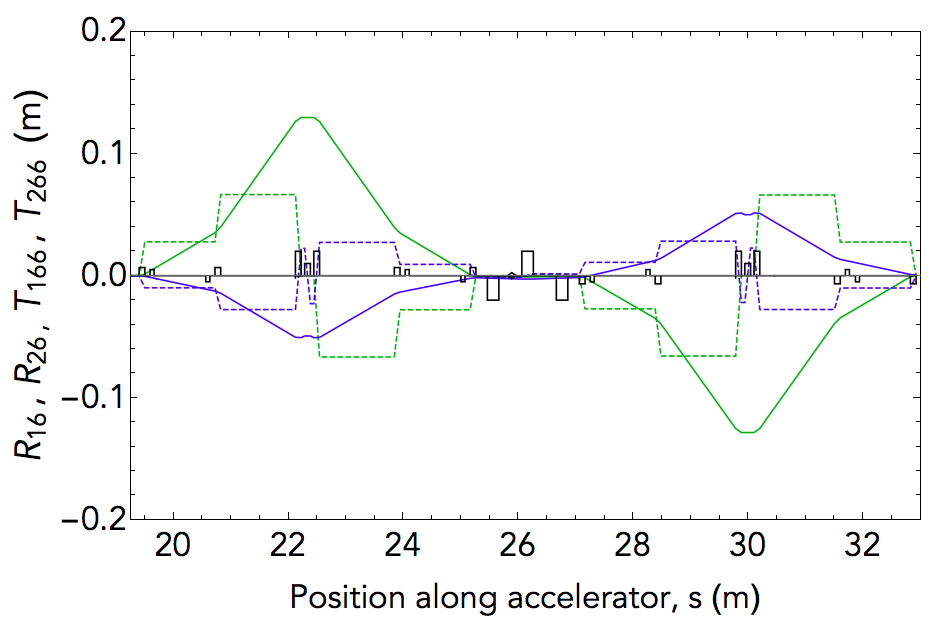 R16 , R26 , T166 , T266 (m)
0.2
0.1
0.0
−0.1
−0.2
20 22 24 26 28 30 32
Position along accelerator, s (m)